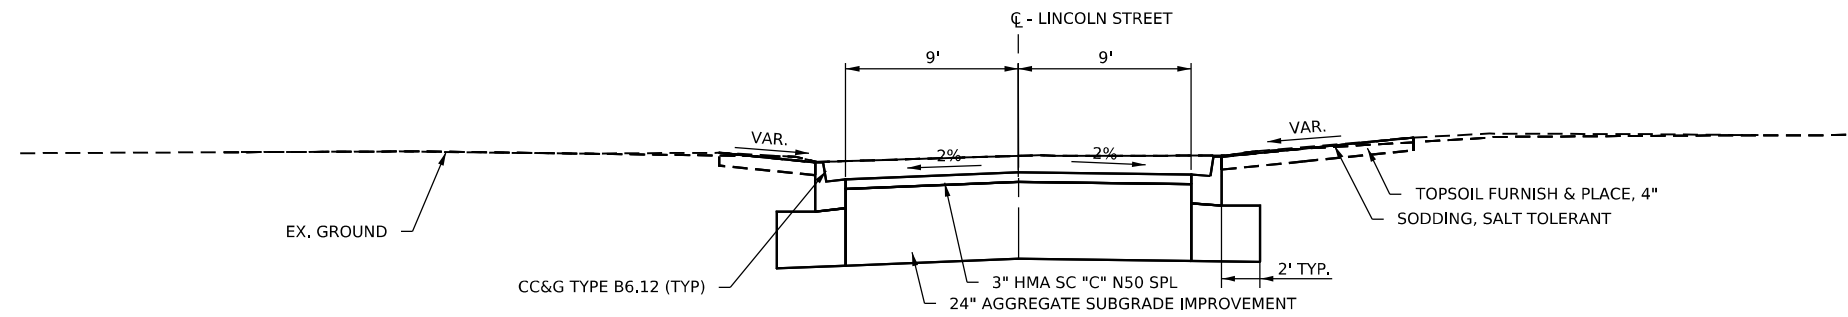 ℄ - LINCOLN STREET
9'
9'
VAR.
VAR.
2%
2%
TOPSOIL FURNISH & PLACE, 4"
SODDING, SALT TOLERANT
EX. GROUND
2' TYP.
CC&G TYPE B6.12 (TYP)
3" HMA SC "C" N50 SPL
24" AGGREGATE SUBGRADE IMPROVEMENT